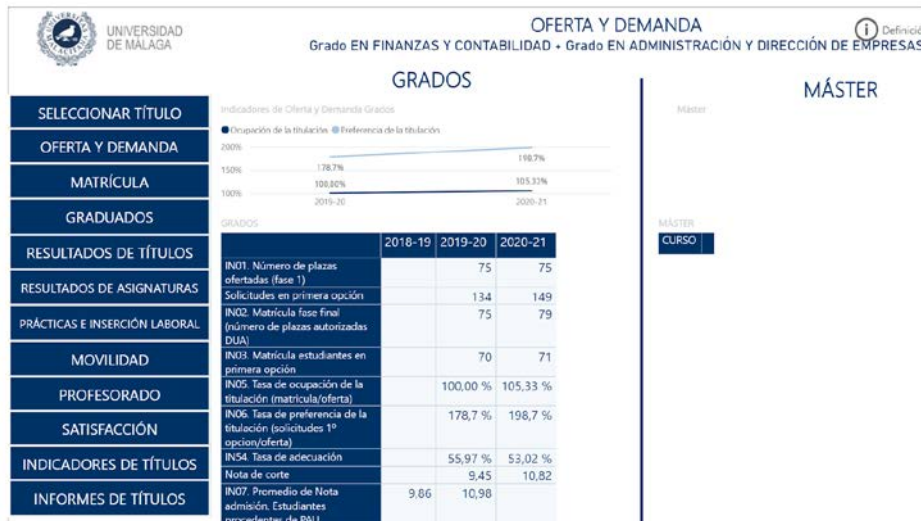 UNIVERSIDAD
DE MÁLAGA
OFERTA Y DEMANDA
Definició
Grado EN FINANZAS Y CONTABILIDAD + Grado EN ADMINISTRACIÓN Y DIRECCIÓN DE EMPRESAS
GRADOS
MÁSTER
SELECCIONAR TÍTULO
OFERTA Y DEMANDA
MATRÍCULA
GRADUADOS
RESULTADOS DE TÍTULOS
RESULTADOS DE ASIGNATURAS
PRÁCTICAS E INSERCIÓN LABORAL
MOVILIDAD
PROFESORADO
SATISFACCIÓN
INDICADORES DE TÍTULOS
INFORMES DE TÍTULOS
Indicadores de Oferta y Demanda Grados
Ocupación de la titulación Preferencia de la titulación
200%
150%
100%
178,7%
198,7%
100,00%
105,33%
2019-20
2020-21
GRADOS
2018-19 2019-20 2020-21
IN01. Número de plazas
ofertadas (fase 1) 75 75
Solicitudes en primera opción 134 149
IN02. Matrícula fase final
(número de plazas autorizadas
DUA) 75 79
IN03. Matrícula estudiantes en
primera opción 70 71
IN05. Tasa de ocupación de la
titulación (matricula/oferta) 100,00 % 105,33 %
IN06. Tasa de preferencia de la
titulación (solicitudes 1º
opcion/oferta) 178,7 % 198,7 %
IN54. Tasa de adecuación 55,97 % 53,02 %
Nota de corte 9,45 10,82
IN07. Promedio de Nota
admisión. Estudiantes
procedentes de PAU 9,86 10,98
Máster
MÁSTER
CURSO